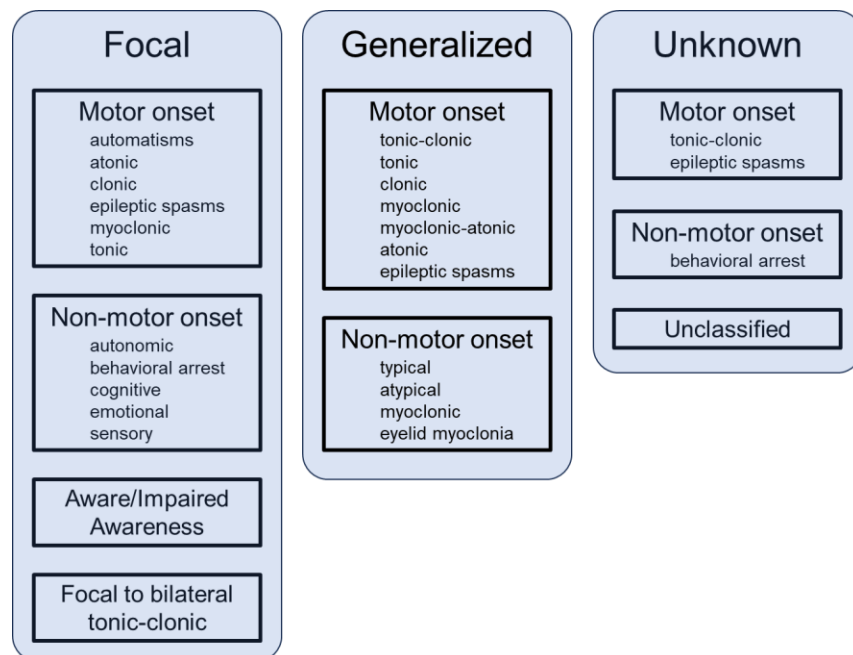 Focal
Motor onset
automatisms
atonic
clonic
epileptic spasms
myoclonic
tonic
Non-motor onset
autonomic
behavioral arrest
cognitive
emotional
sensory
Aware/Impaired
Awareness
Focal to bilateral
tonic-clonic
Generalized
Motor onset
tonic-clonic
tonic
clonic
myoclonic
myoclonic-atonic
atonic
epileptic spasms
Non-motor onset
typical
atypical
myoclonic
eyelid myoclonia
Unknown
Motor onset
tonic-clonic
epileptic spasms
Non-motor onset
behavioral arrest
Unclassified